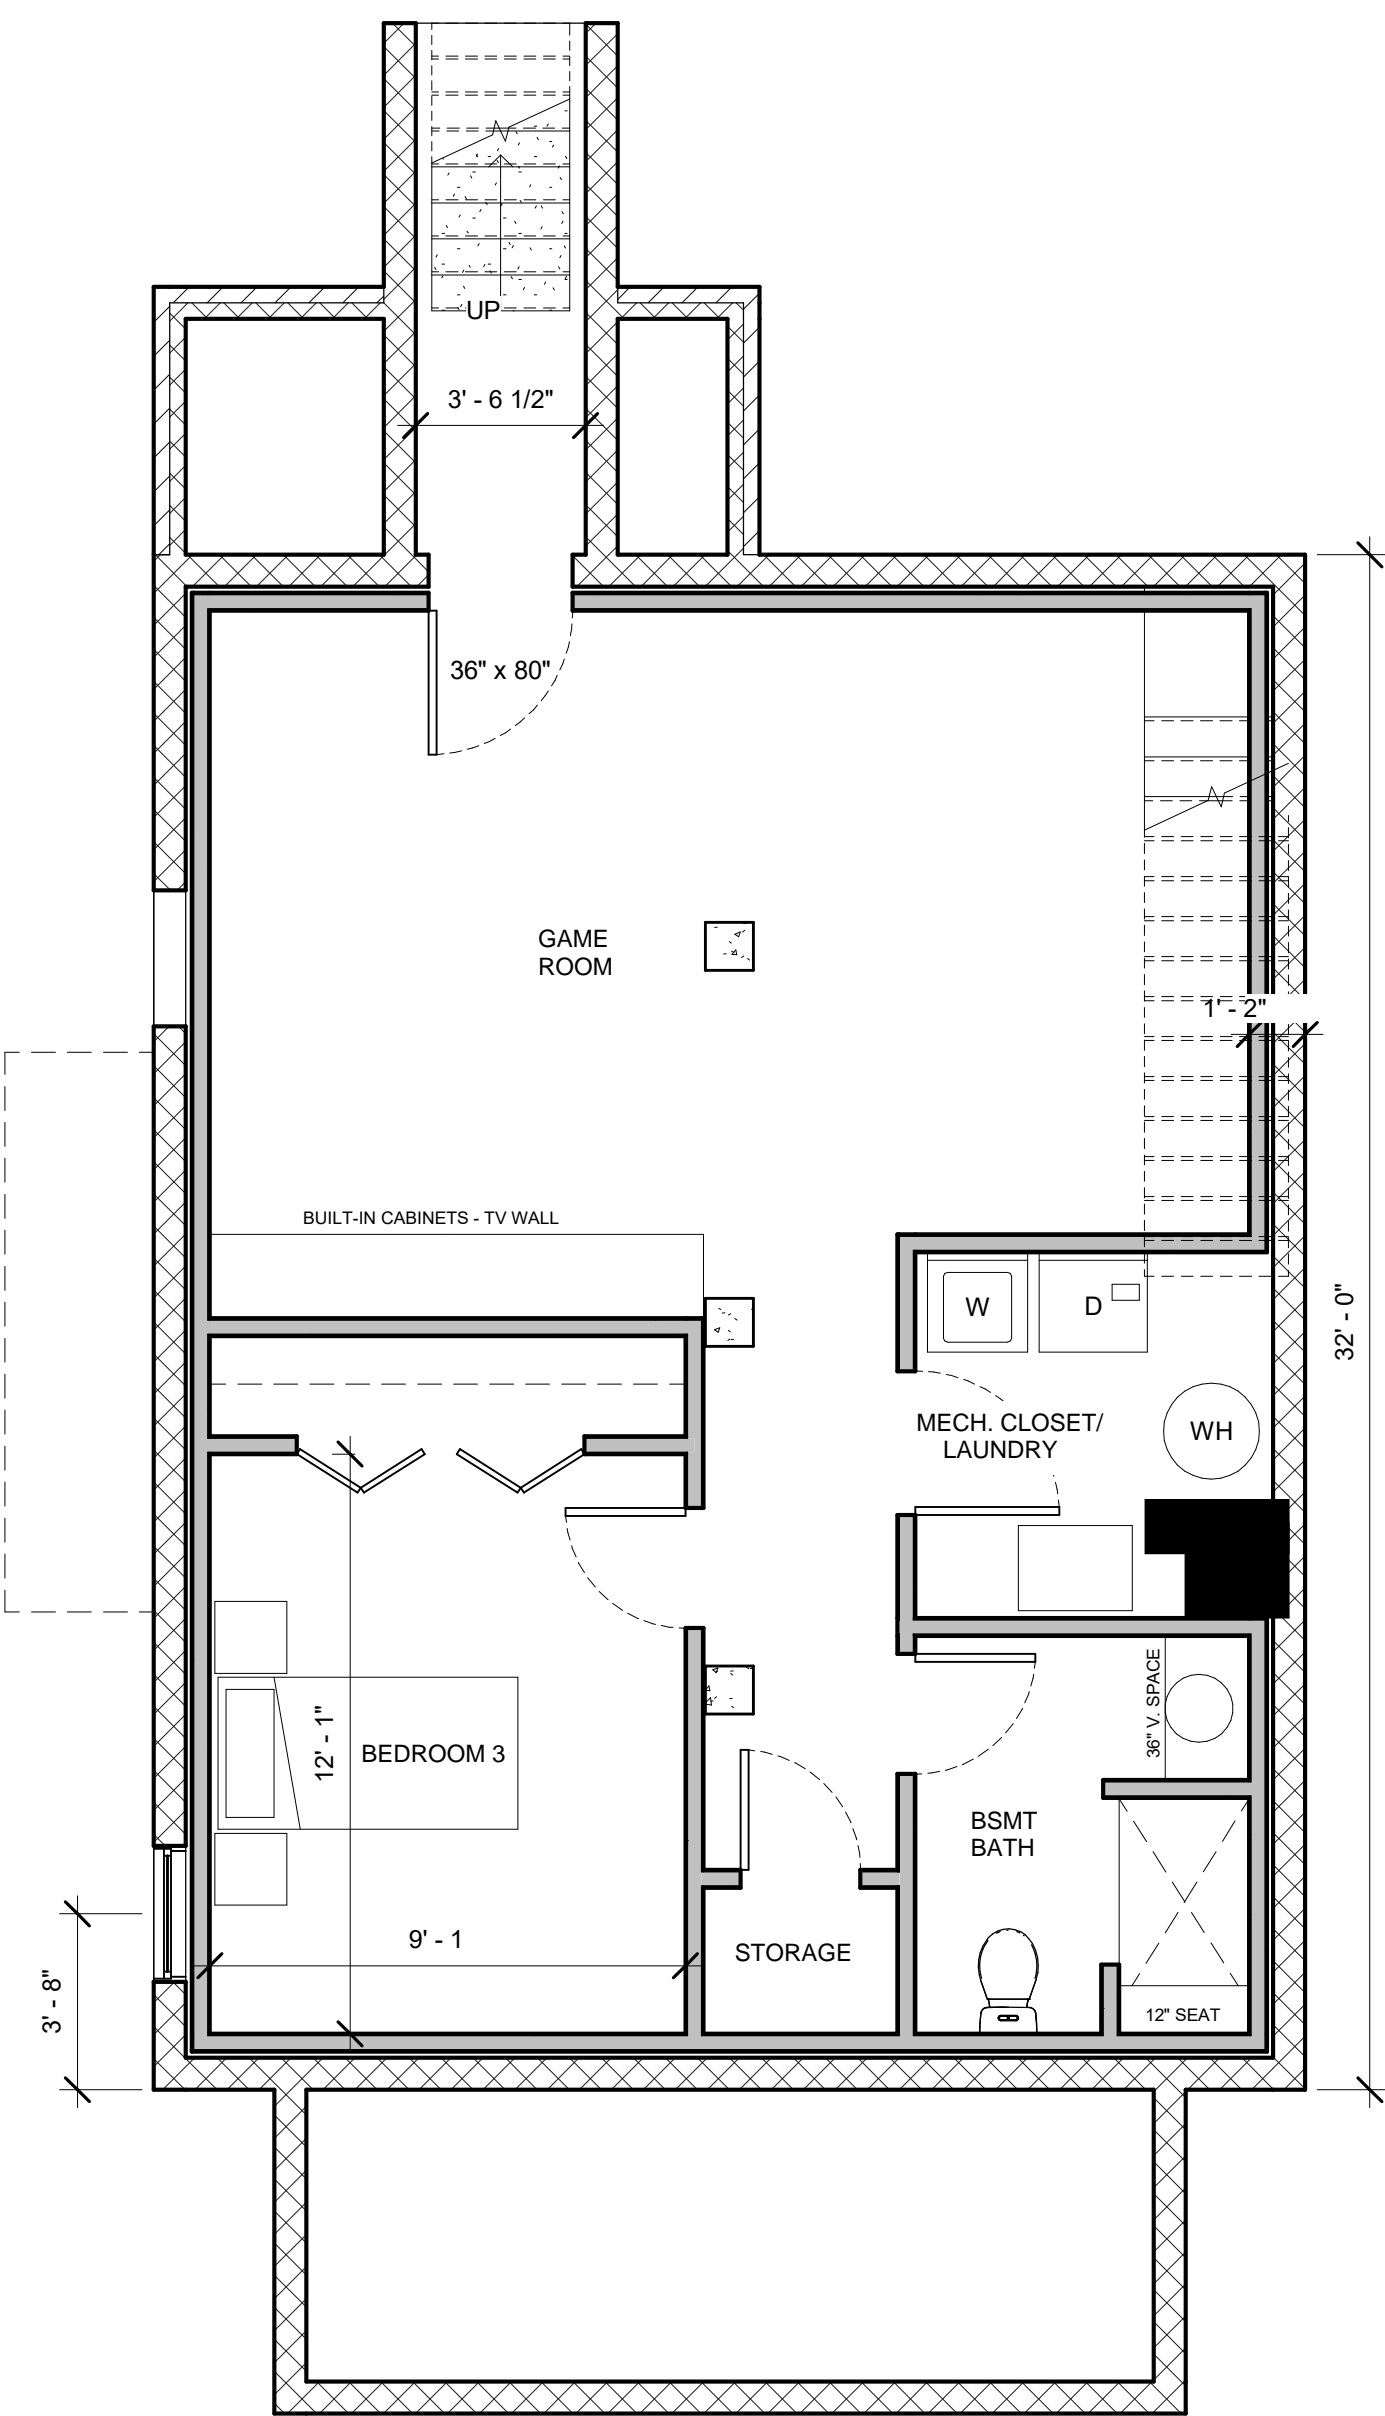 UP
3' - 6 1/2"
36" x 80"
GAME
ROOM
1' - 2"
BUILT-IN CABINETS - TV WALL
W
D
32' - 0"
MECH. CLOSET/
LAUNDRY
WH
36" V. SPACE
12' - 1"
BEDROOM 3
BSMT
BATH
9' - 1
STORAGE
3' - 8"
12" SEAT